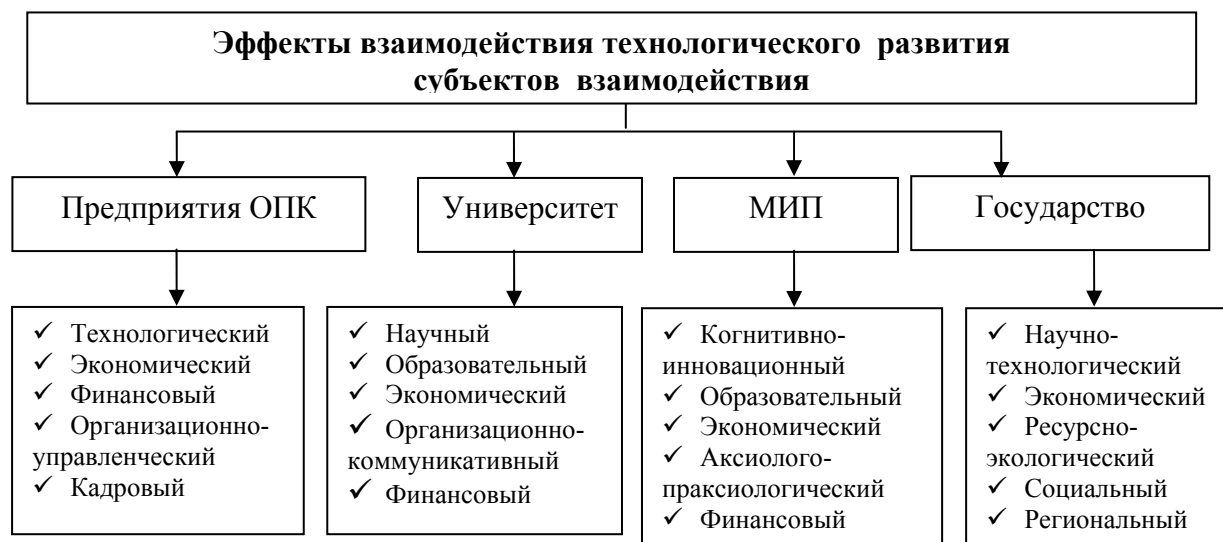 Эффекты взаимодействия технологического развития
субъектов взаимодействия
Предприятия ОПК
Университет
МИП
Государство
✓ Технологический
✓ Экономический
✓ Финансовый
✓ Организационно-
управленческий
✓ Кадровый
✓ Научный
✓ Образовательный
✓ Экономический
✓ Организационно-
коммуникативный
✓ Финансовый
✓ Когнитивно-
инновационный
✓ Образовательный
✓ Экономический
✓ Аксиолого-
праксиологический
✓ Финансовый
✓ Научно-
технологический
✓ Экономический
✓ Ресурсно-
экологический
✓ Социальный
✓ Региональный